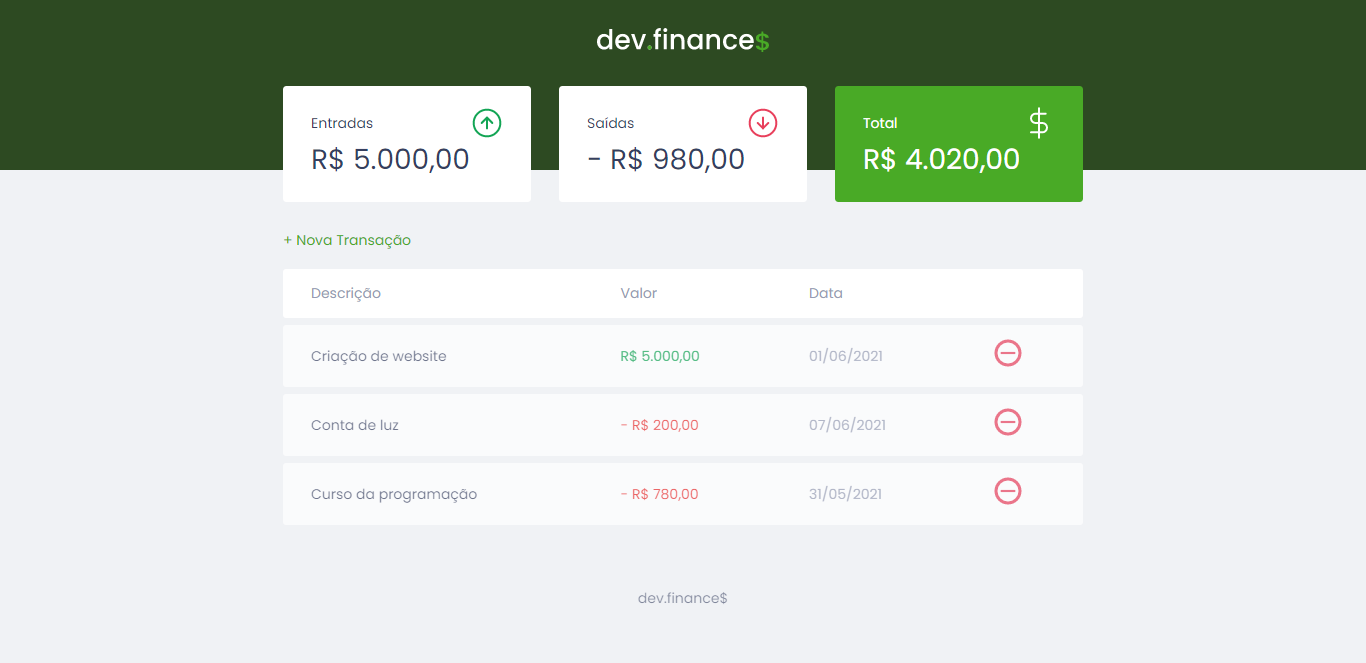 dev.finance$
Entradas
R$ 5.000,00
Saídas
- R$ 980,00
Total
$
R$ 4.020,00
+ Nova Transação
Descrição Valor Data
Criação de website R$ 5.000,00 01/06/2021
Conta de luz - R$ 200,00 07/06/2021
Curso da programação - R$ 780,00 31/05/2021
dev.finance$